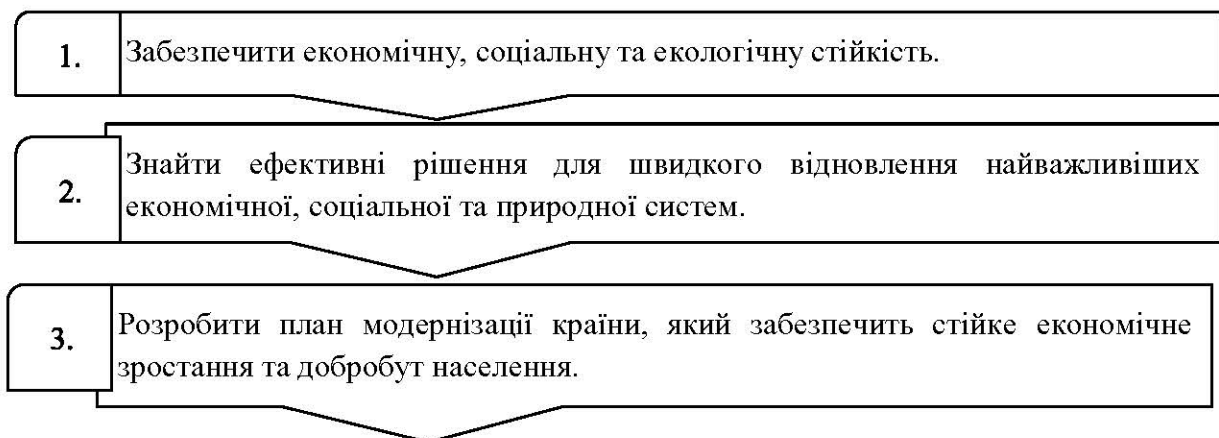 1. Забезпечити економічну, соціальну та екологічну стійкість.
2. Знайти ефективні рішення для швидкого відновлення найважливіших
економічної, соціальної та природної систем.
3. Розробити план модернізації країни, який забезпечить стійке економічне
зростання та добробут населення.